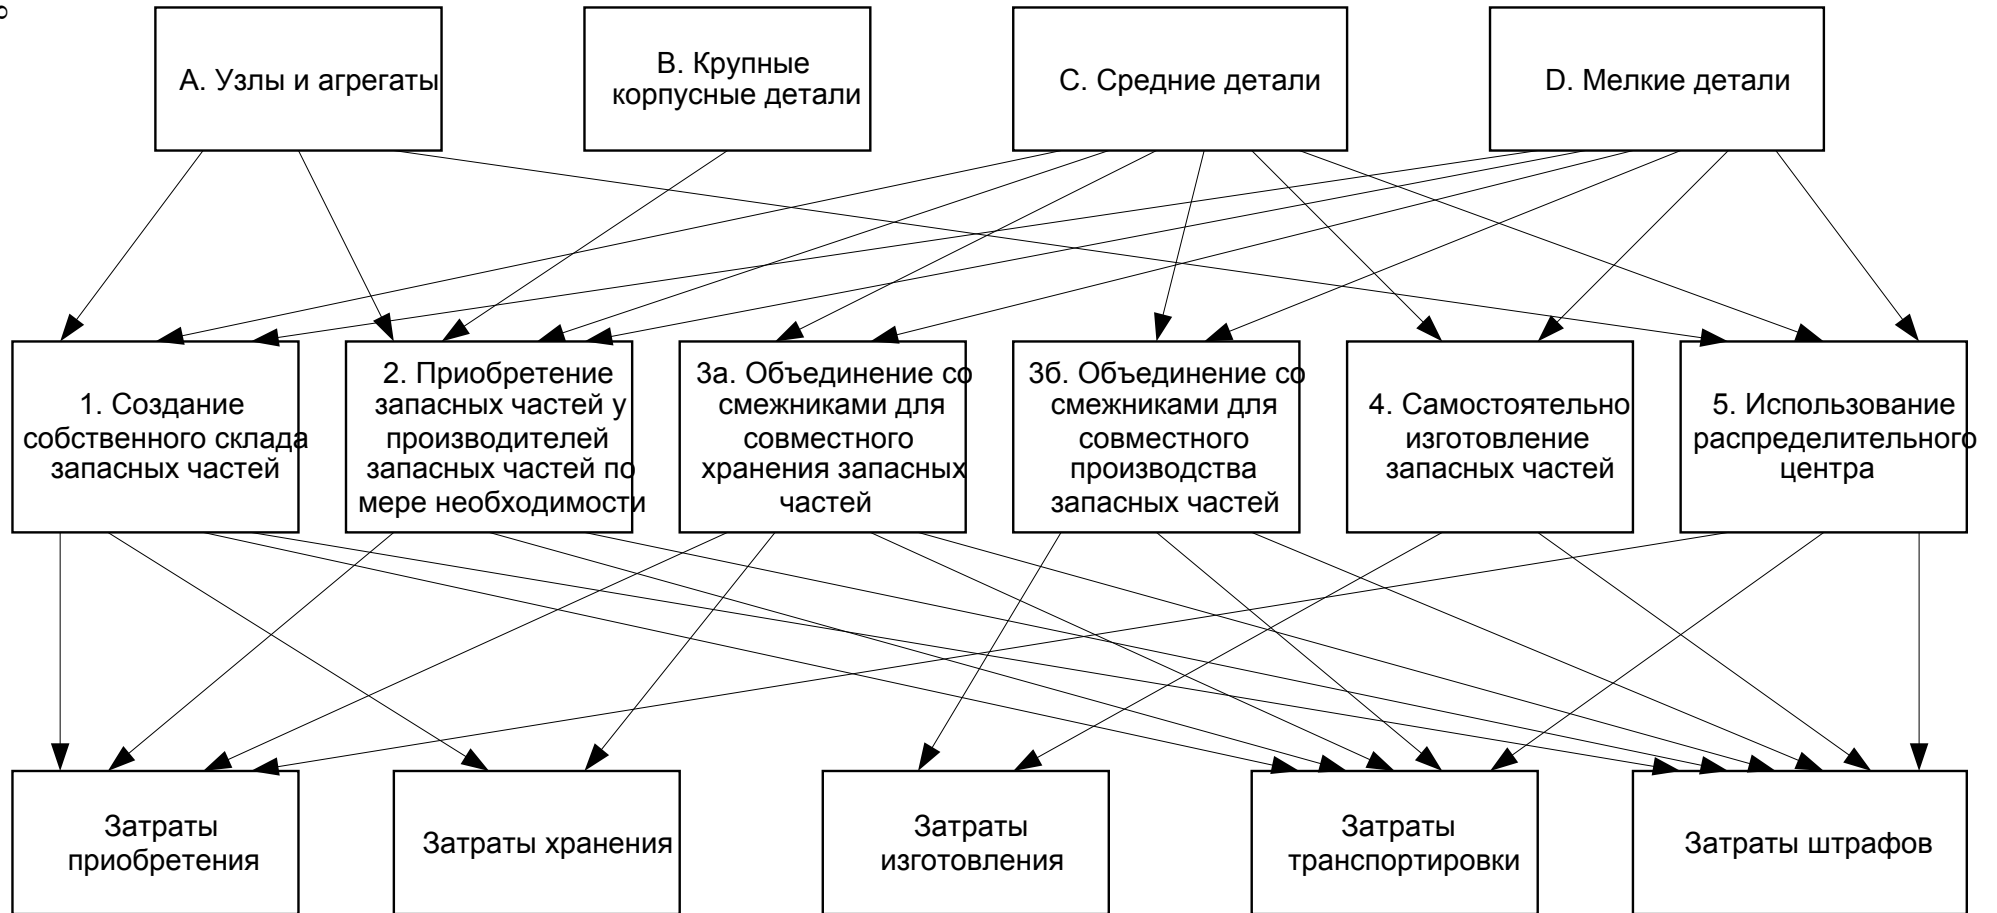 А. Узлы и агрегаты
В. Крупные
корпусные детали
С. Средние детали
D. Мелкие детали
1. Создание
собственного склада
запасных частей
2. Приобретение
запасных частей у
производителей
запасных частей по
мере необходимости
3а. Объединение со
смежниками для
совместного
хранения запасных
частей
3б. Объединение со
смежниками для
совместного
производства
запасных частей
4. Самостоятельно
изготовление
запасных частей
5. Использование
распределительного
центра
Затраты
приобретения
Затраты хранения
Затраты
изготовления
Затраты
транспортировки
Затраты штрафов